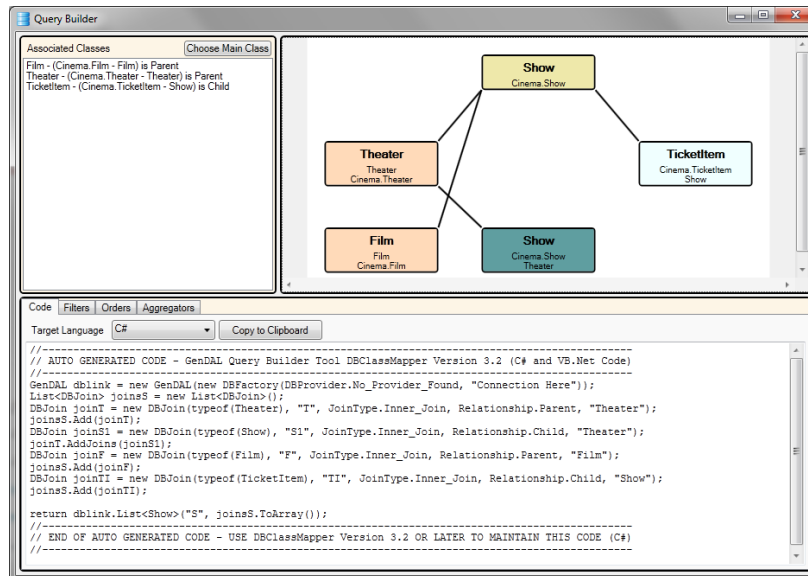 Query Builder
Associated Classes
Choose Main Class
Film - (Cinema.Film - Film) is Parent
Theater - (Cinema.Theater - Theater) is Parent
TicketItem - (Cinema.TicketItem - Show) is Child
Show
Cinema.Show
Theater
Theater
Cinema.Theater
TicketItem
Cinema.TicketItem
Show
Film
Film
Cinema.Film
Show
Cinema.Show
Theater
Code Filters Orders Aggregators
Target Language C# Copy to Clipboard
//------------------------------------------------------------------------------------------
// AUTO GENERATED CODE - GenDAL Query Builder Tool DBClassMapper Version 3.2 (C# and VB.Net Code)
//------------------------------------------------------------------------------------------
GenDAL dblink = new GenDAL(new DBFactory(DBProvider.No_Provider_Found, "Connection Here"));
List<DBJoin> joinsS = new List<DBJoin>();
DBJoin joinT = new DBJoin(typeof(Theater), "T", JoinType.Inner_Join, Relationship.Parent, "Theater");
joinsS.Add(joinT);
DBJoin joinS1 = new DBJoin(typeof(Show), "S1", JoinType.Inner_Join, Relationship.Child, "Theater");
joinT.AddJoins(joinS1);
DBJoin joinF = new DBJoin(typeof(Film), "F", JoinType.Inner_Join, Relationship.Parent, "Film");
joinsS.Add(joinF);
DBJoin joinTI = new DBJoin(typeof(TicketItem), "TI", JoinType.Inner_Join, Relationship.Child, "Show");
joinsS.Add(joinTI);
return dblink.List<Show>("S", joinsS.ToArray());
//------------------------------------------------------------------------------------------
// END OF AUTO GENERATED CODE - USE DBClassMapper Version 3.2 OR LATER TO MAINTAIN THIS CODE (C#)
//------------------------------------------------------------------------------------------